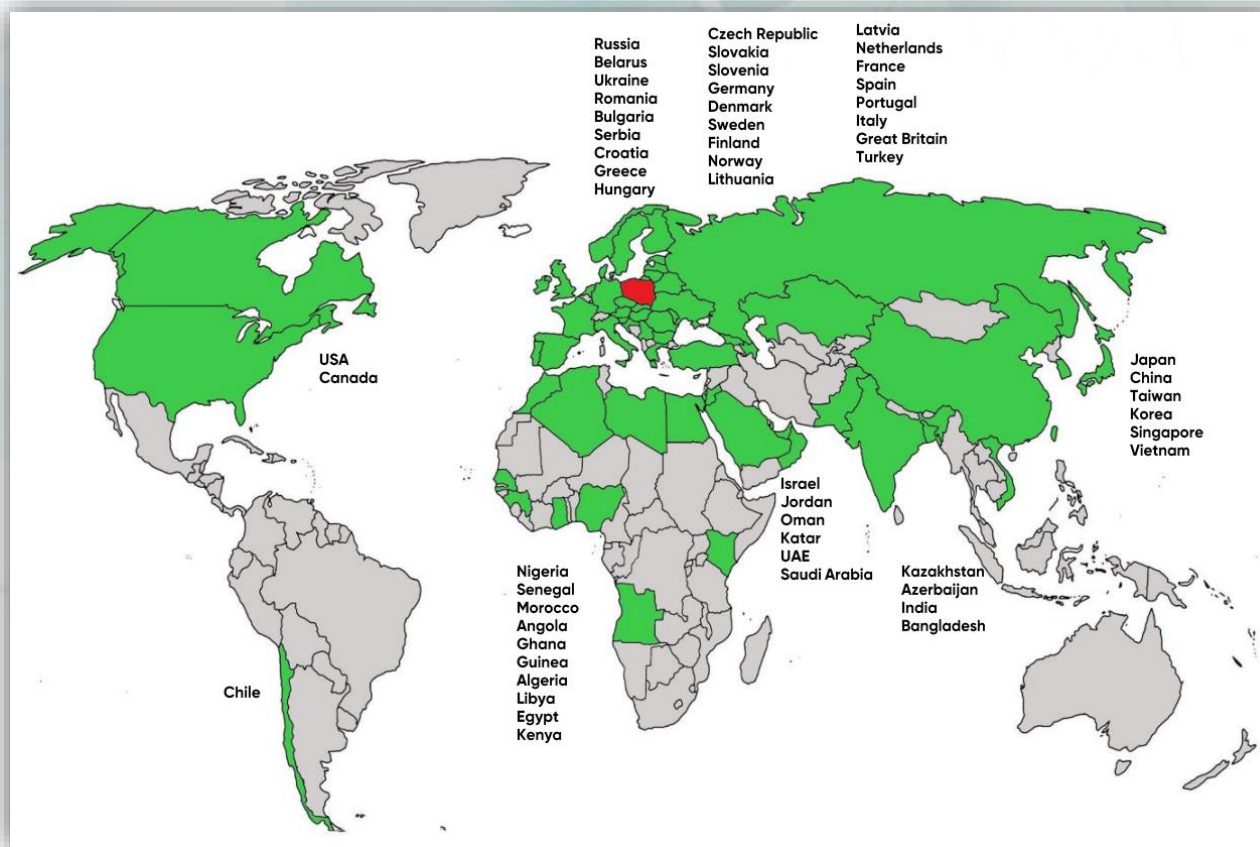 Russia
Belarus
Ukraine
Romania
Bulgaria
Serbia
Croatia
Greece
Hungary
Czech Republic
Slovakia
Slovenia
Germany
Denmark
Sweden
Finland
Norway
Lithuania
Latvia
Netherlands
France
Spain
Portugal
Italy
Great Britain
Turkey
USA
Canada
Japan
China
Taiwan
Korea
Singapore
Vietnam
Israel
Jordan
Oman
Katar
UAE
Saudi Arabia
Nigeria
Senegal
Morocco
Angola
Ghana
Guinea
Algeria
Libya
Egypt
Kenya
Kazakhstan
Azerbaijan
India
Bangladesh
Chile